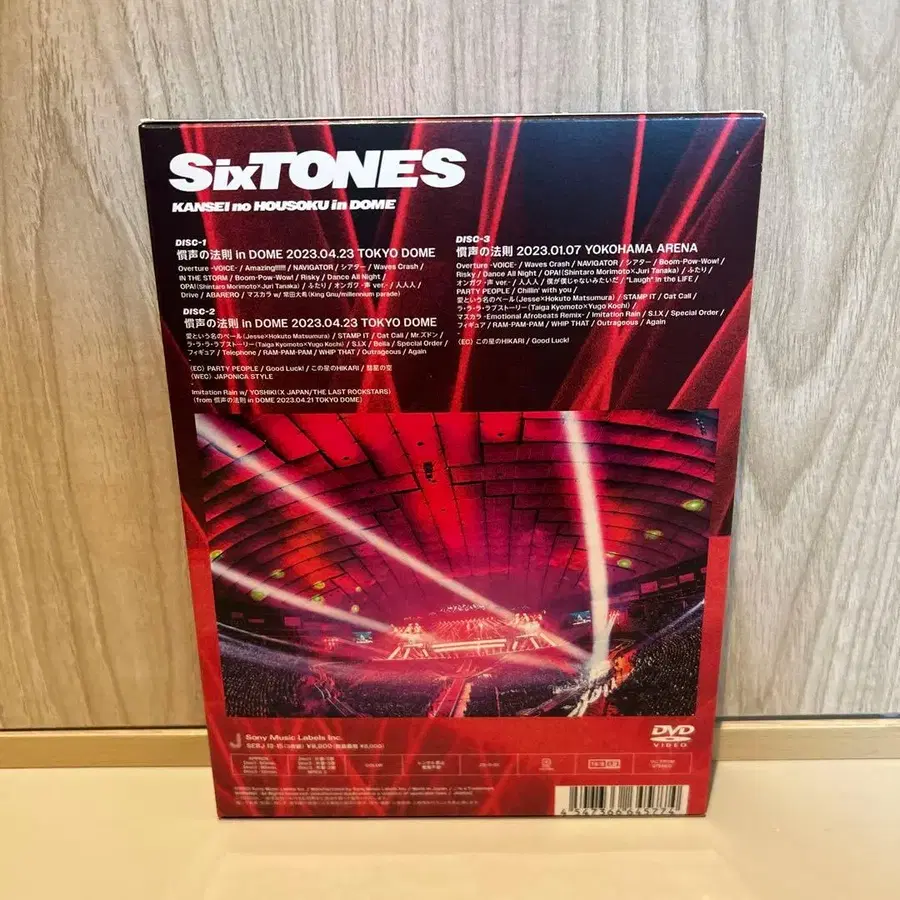 SixTONES
KANSEI no HOUSOKU in DOME
DISC-1
慣声の法則 in DOME 2023.04.23 TOKYO DOME
Overture -VOICE- / Amazing!!!!!! / NAVIGATOR / シアター / Waves Crash /
IN THE STORM / Boom-Pow-Wow! / Risky / Dance All Night /
OPA!(Shintaro Morimoto×Juri Tanaka) / ふたり / オンガク -声 ver.- / 人人人 /
Drive / ABARERO / マスカラ w/ 常田大希(King Gnu/millennium parade)
DISC-2
慣声の法則 in DOME 2023.04.23 TOKYO DOME
愛という名のベール(Jesse×Hokuto Matsumura) / STAMP IT / Cat Call / Mr.ズドン /
ラ・ラ・ラ・ラブストーリー(Taiga Kyomoto×Yugo Kochi) / S.I.X / Bella / Special Order /
フィギュア / Telephone / RAM-PAM-PAM / WHIP THAT / Outrageous / Again
(EC) PARTY PEOPLE / Good Luck! / この星のHIKARI / 彗星の空
(WEC) JAPONICA STYLE
Imitation Rain w/ YOSHIKI(X JAPAN/THE LAST ROCKSTARS)
(from 慣声の法則 in DOME 2023.04.21 TOKYO DOME)
DISC-3
慣声の法則 2023.01.07 YOKOHAMA ARENA
Overture -VOICE- / Waves Crash / NAVIGATOR / シアター / Boom-Pow-Wow! /
Risky / Dance All Night / OPA!(Shintaro Morimoto×Juri Tanaka) / ふたり /
オンガク -声 ver.- / 人人人 / 僕が僕じゃないみたいだ / "Laugh" in the LIFE /
PARTY PEOPLE / Chillin' with you /
愛という名のベール(Jesse×Hokuto Matsumura) / STAMP IT / Cat Call /
ラ・ラ・ラ・ラブストーリー(Taiga Kyomoto×Yugo Kochi) /
マスカラ -Emotional Afrobeats Remix- / Imitation Rain / S.I.X / Special Order /
フィギュア / RAM-PAM-PAM / WHIP THAT / Outrageous / Again
(EC) この星のHIKARI / Good Luck!
Sony Music Labels Inc.
DVD
VIDEO
4 547366 645774